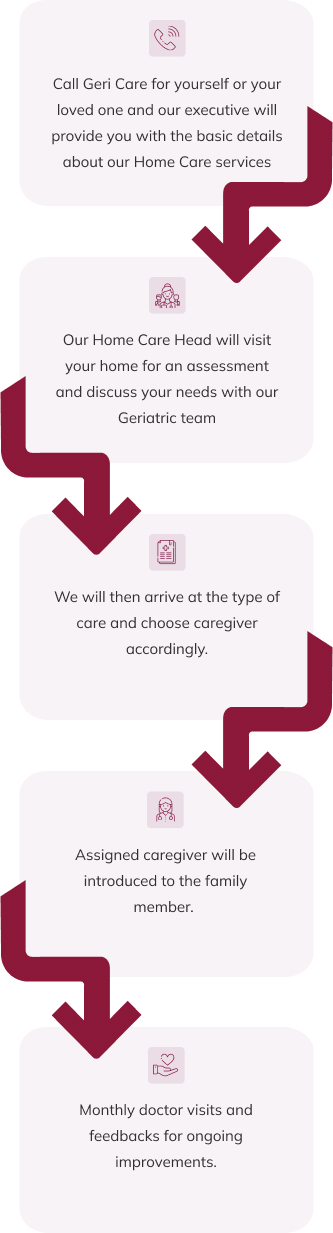 Call Geri Care for yourself or your
loved one and our executive will
provide you with the basic details
about our Home Care services
Our Home Care Head will visit
your home for an assessment
and discuss your needs with our
Geriatric team
We will then arrive at the type of
care and choose caregiver
accordingly.
Assigned caregiver will be
introduced to the family
member.
Monthly doctor visits and
feedbacks for ongoing
improvements.